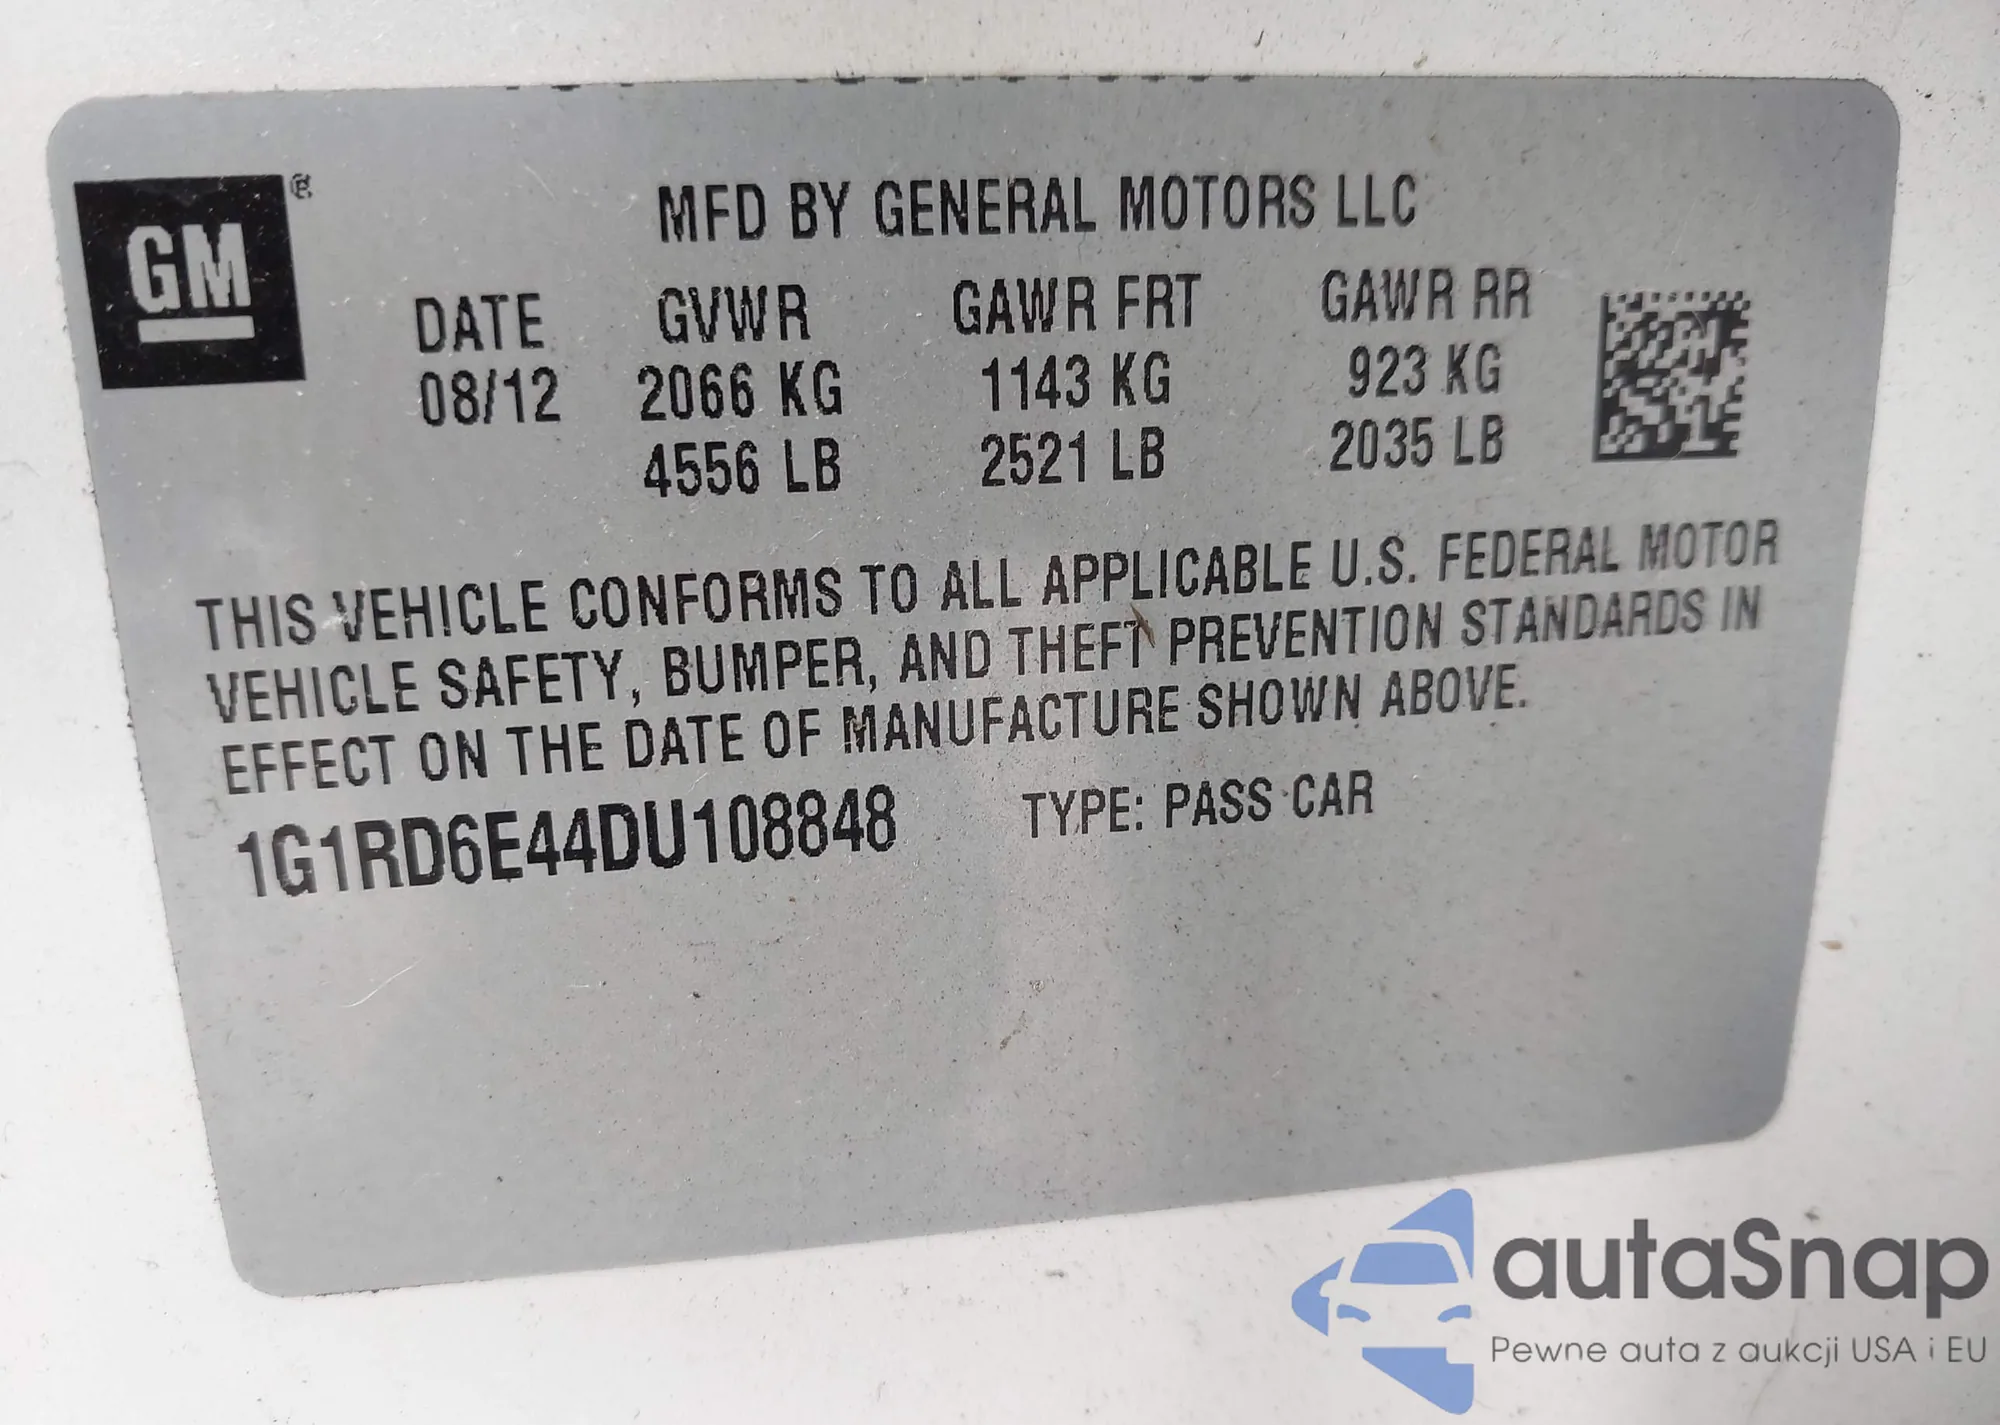 GM®
MFD BY GENERAL MOTORS LLC
DATE GVWR GAWR FRT GAWR RR
08/12 2066 KG 1143 KG 923 KG
4556 LB 2521 LB 2035 LB
THIS VEHICLE CONFORMS TO ALL APPLICABLE U.S. FEDERAL MOTOR
VEHICLE SAFETY, BUMPER, AND THEFT PREVENTION STANDARDS IN
EFFECT ON THE DATE OF MANUFACTURE SHOWN ABOVE.
1G1RD6E44DU108848 TYPE: PASS CAR
autaSnap
Pewne auta z aukcji USA i EU